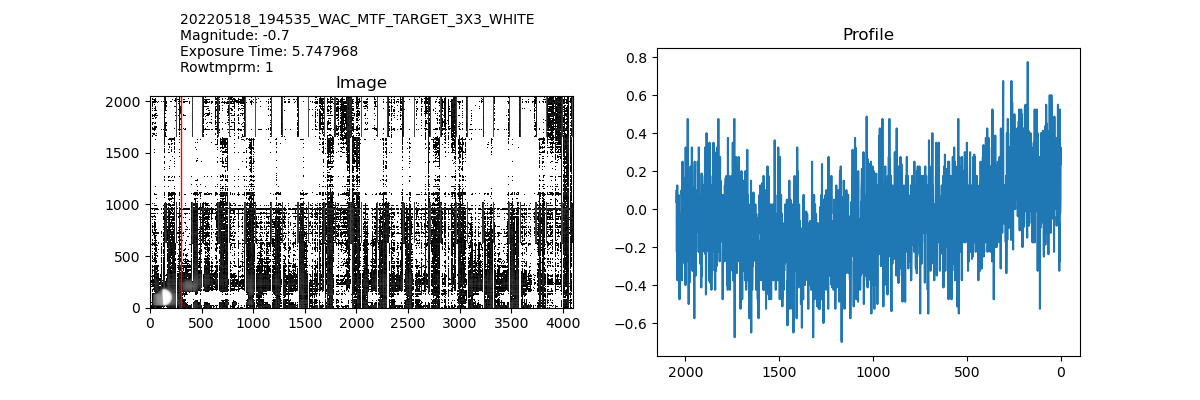 20220518_194535_WAC_MTF_TARGET_3X3_WHITE
Magnitude: -0.7
Exposure Time: 5.747968
Rowtmprm: 1
Image
2000
1500
1000
500
0
0 500 1000 1500 2000 2500 3000 3500 4000
Profile
0.8
0.6
0.4
0.2
0.0
−0.2
−0.4
−0.6
2000 1500 1000 500 0